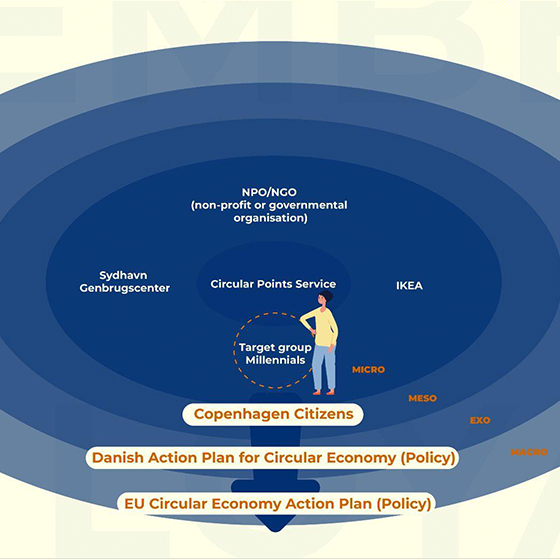 NPO/NGO
(non-profit or governmental
organisation)
Sydhavn
Genbrugscenter
Circular Points Service
IKEA
Target group
Millennials
MICRO
MESO
EXO
MACRO
Copenhagen Citizens
Danish Action Plan for Circular Economy (Policy)
EU Circular Economy Action Plan (Policy)